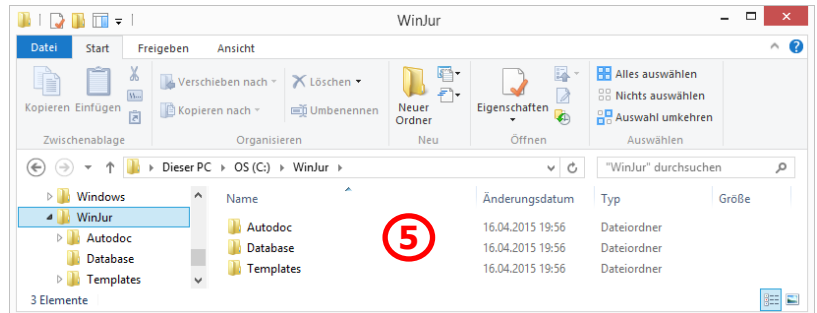 WinJur
Datei Start Freigeben Ansicht
Kopieren Einfügen
Zwischenablage
Verschieben nach
Kopieren nach
Löschen
Umbenennen
Organisieren
Neuer
Ordner
Neu
Eigenschaften
Öffnen
Alles auswählen
Nichts auswählen
Auswahl umkehren
Auswählen
Dieser PC OS (C:) WinJur
"WinJur" durchsuchen
Windows
WinJur
Autodoc
Database
Templates
Name Änderungsdatum Typ Größe
Autodoc 16.04.2015 19:56 Dateiordner
Database 16.04.2015 19:56 Dateiordner
Templates 16.04.2015 19:56 Dateiordner
5
3 Elemente